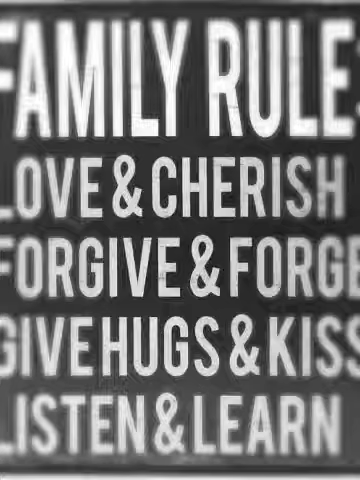 FAMILY RULE
LOVE & CHERISH
FORGIVE & FORGE
GIVE HUGS & KISS
LISTEN & LEARN